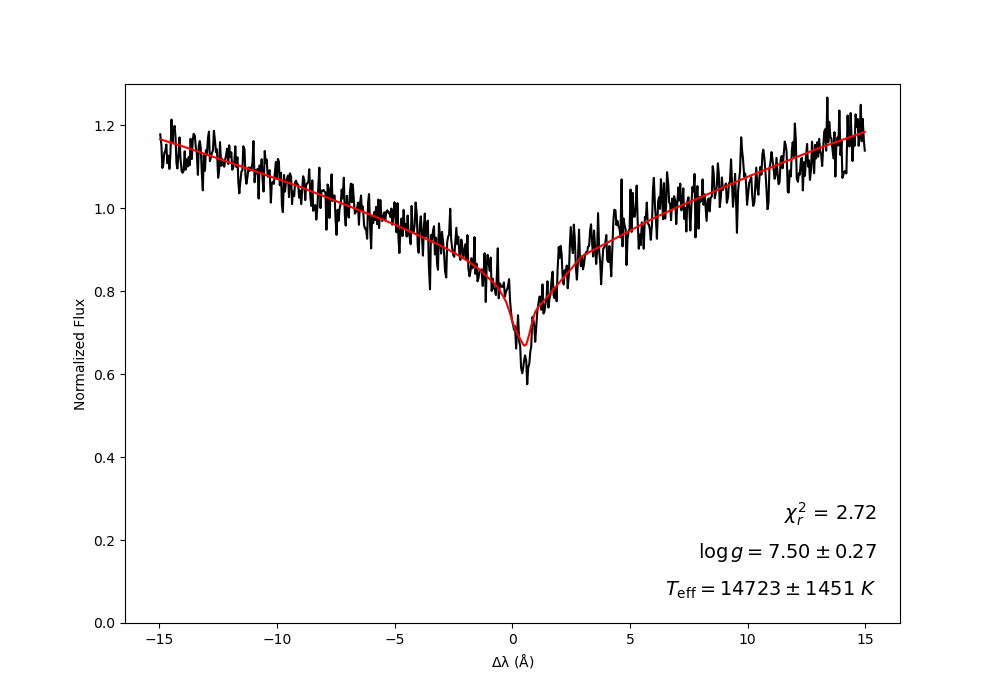 1.2
1.0
0.8
0.6
0.4
0.2
0.0
Normalized Flux
χ²ᵣ = 2.72
log g = 7.50 ± 0.27
T_eff = 14723 ± 1451 K
−15 −10 −5 0 5 10 15
Δλ (Å)